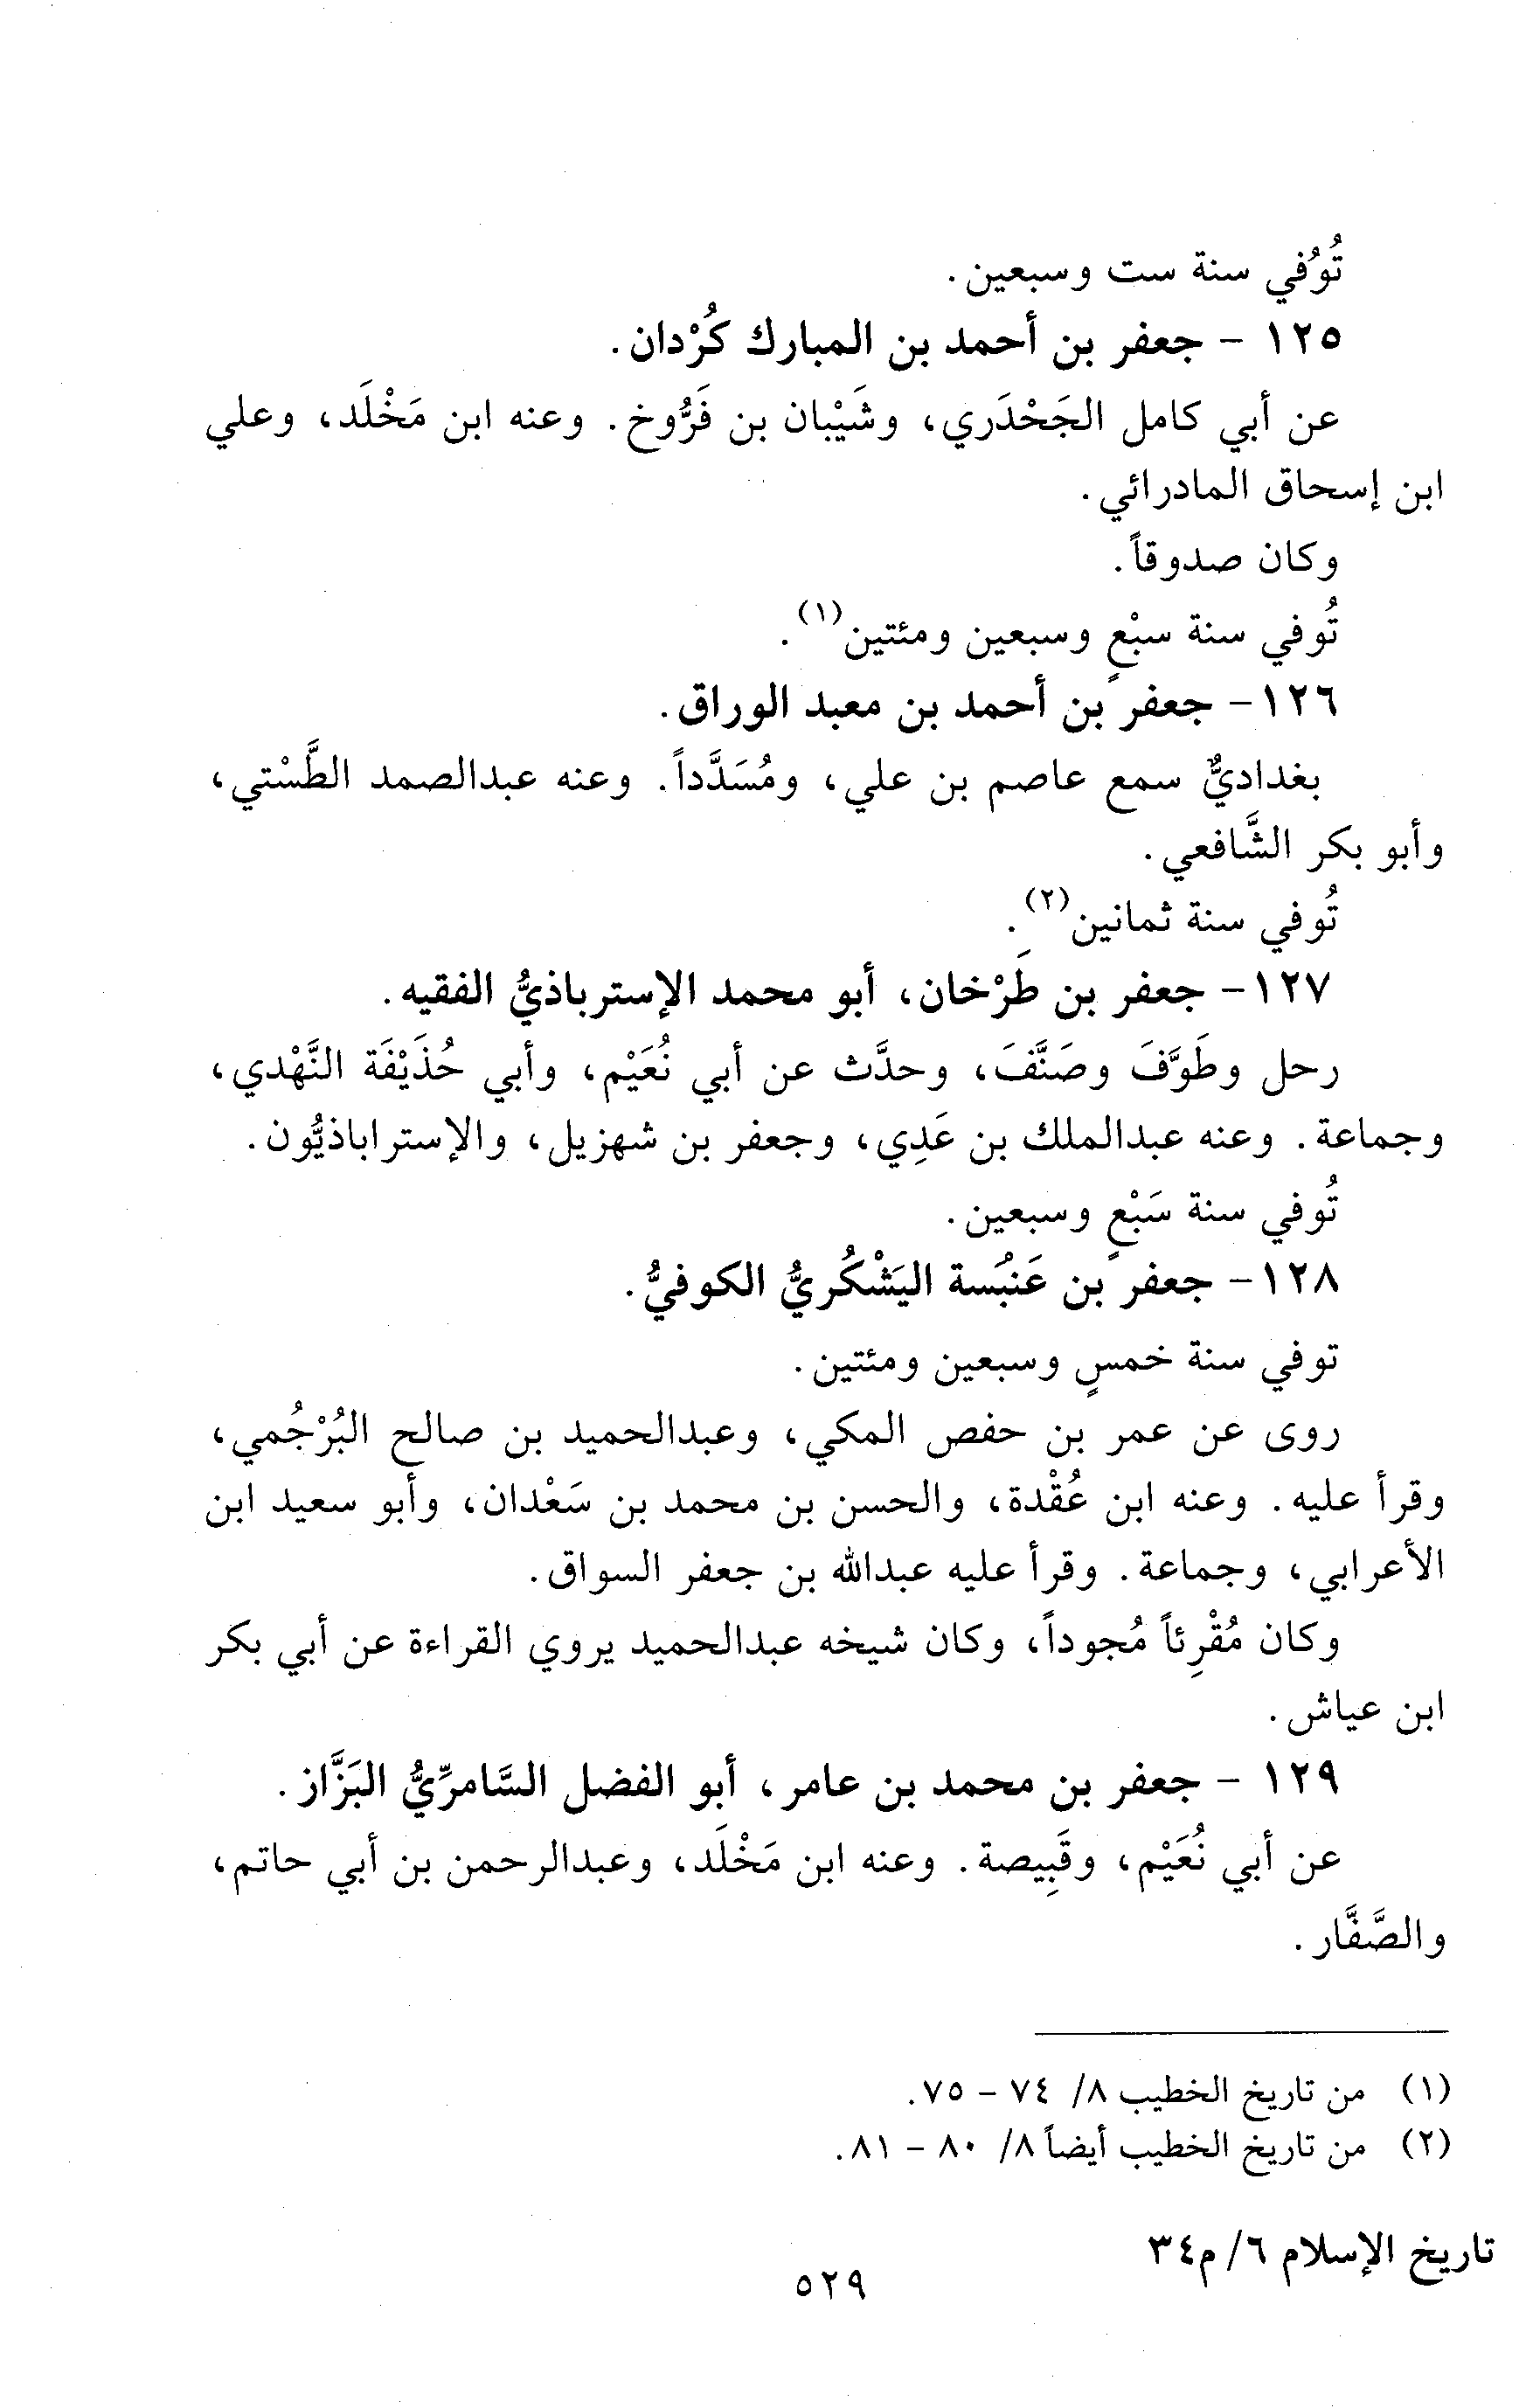 تُوُفي سنة ست وسبعين.
١٢٥ - جعفر بن أحمد بن المبارك كُرْدان.
عن أبي كامل الجَحْدَري، وشَيْبان بن فَرُّوخ. وعنه ابن مَخْلَد، وعلي
ابن إسحاق المادرائي.
وكان صدوقاً.
تُوفي سنة سبْعٍ وسبعين ومئتين(١).
١٢٦- جعفر بن أحمد بن معبد الوراق.
بغداديٌّ سمع عاصم بن علي، ومُسَدَّداً. وعنه عبدالصمد الطَّسْتي،
وأبو بكر الشَّافعي.
تُوفي سنة ثمانين(٢).
١٢٧- جعفر بن طَرْخان، أبو محمد الإسترباذيُّ الفقيه.
رحل وطَوَّفَ وصَنَّفَ، وحدَّث عن أبي نُعَيْم، وأبي حُذَيْفَة النَّهْدي،
وجماعة. وعنه عبدالملك بن عَدِي، وجعفر بن شهزيل، والإستراباذيُّون.
تُوفي سنة سَبْعٍ وسبعين.
١٢٨- جعفر بن عَنْبَسة اليَشْكُريُّ الكوفيُّ.
توفي سنة خمسٍ وسبعين ومئتين.
روى عن عمر بن حفص المكي، وعبدالحميد بن صالح البُرْجُمي،
وقرأ عليه. وعنه ابن عُقْدة، والحسن بن محمد بن سَعْدان، وأبو سعيد ابن
الأعرابي، وجماعة. وقرأ عليه عبدالله بن جعفر السواق.
وكان مُقْرِئاً مُجوداً، وكان شيخه عبدالحميد يروي القراءة عن أبي بكر
ابن عياش.
١٢٩ - جعفر بن محمد بن عامر، أبو الفضل السَّامرِّيُّ البَزَّاز.
عن أبي نُعَيْم، وقَبِيصة. وعنه ابن مَخْلَد، وعبدالرحمن بن أبي حاتم،
والصَّفَّار.
(١) من تاريخ الخطيب ٨/ ٧٤ - ٧٥.
(٢) من تاريخ الخطيب أيضاً ٨/ ٨٠ - ٨١.
تاريخ الإسلام ٦/ م٣٤
٥٢٩